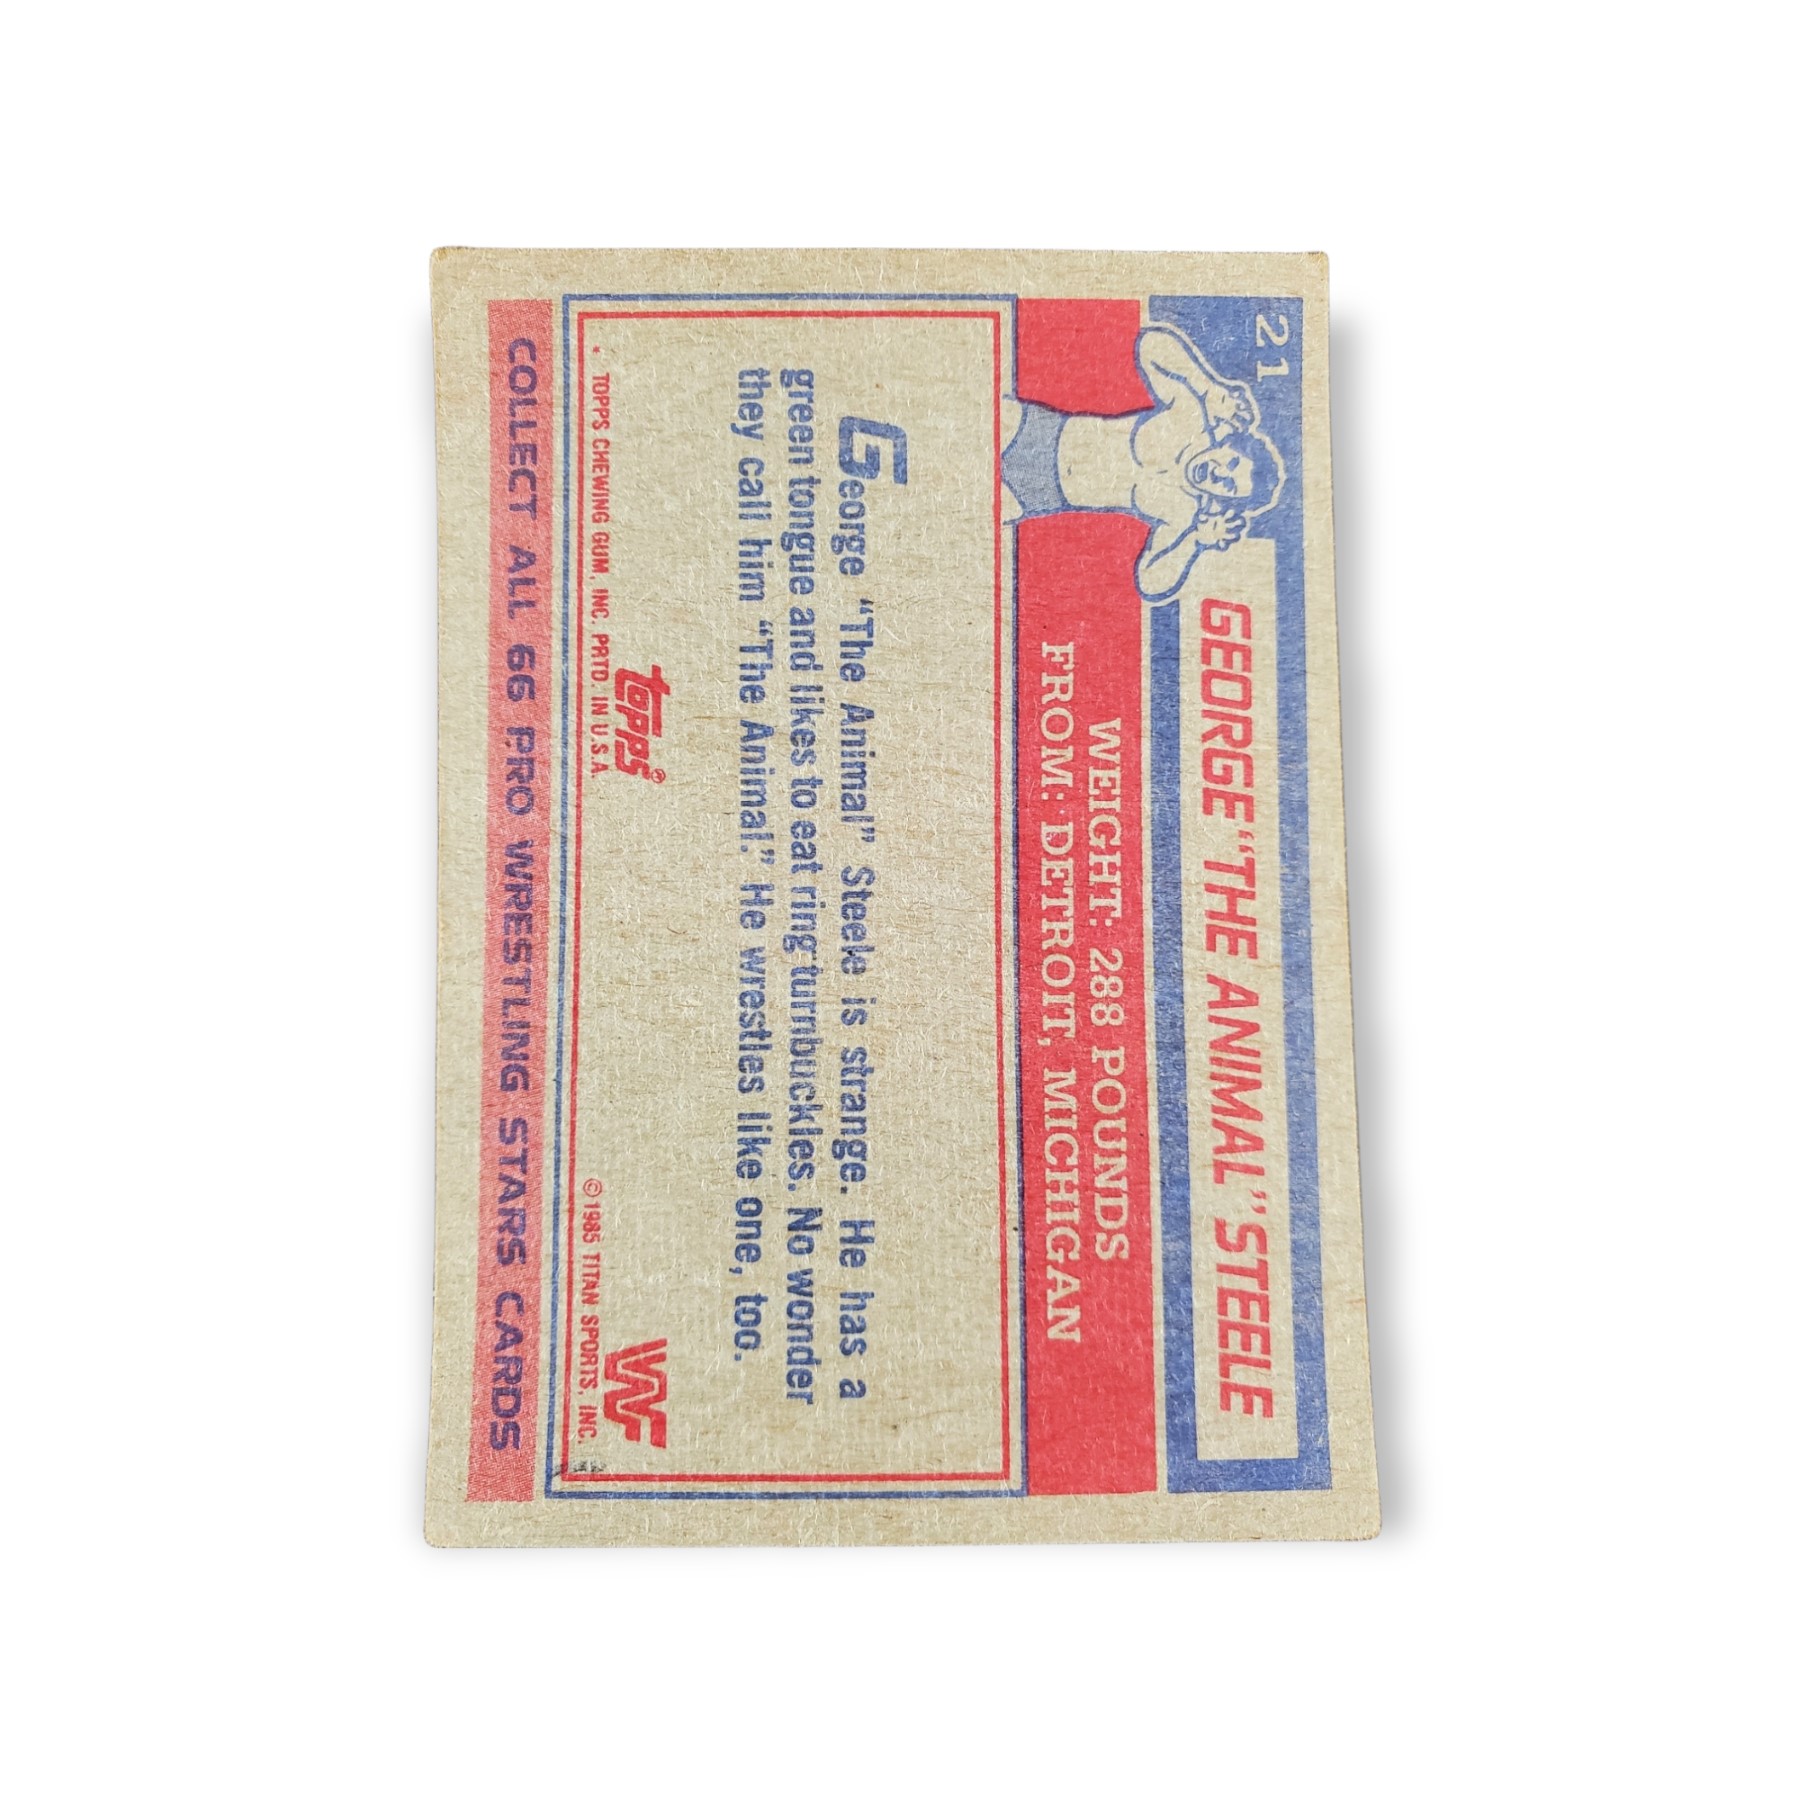 21
GEORGE "THE ANIMAL" STEELE
WEIGHT: 288 POUNDS
FROM: DETROIT, MICHIGAN
George "The Animal" Steele is strange. He has a
green tongue and likes to eat ring turnbuckles. No wonder
they call him "The Animal." He wrestles like one, too.
topps®
* TOPPS CHEWING GUM, INC. PRTD. IN U.S.A.
WF
© 1985 TITAN SPORTS, INC.
COLLECT ALL 66 PRO WRESTLING STARS CARDS